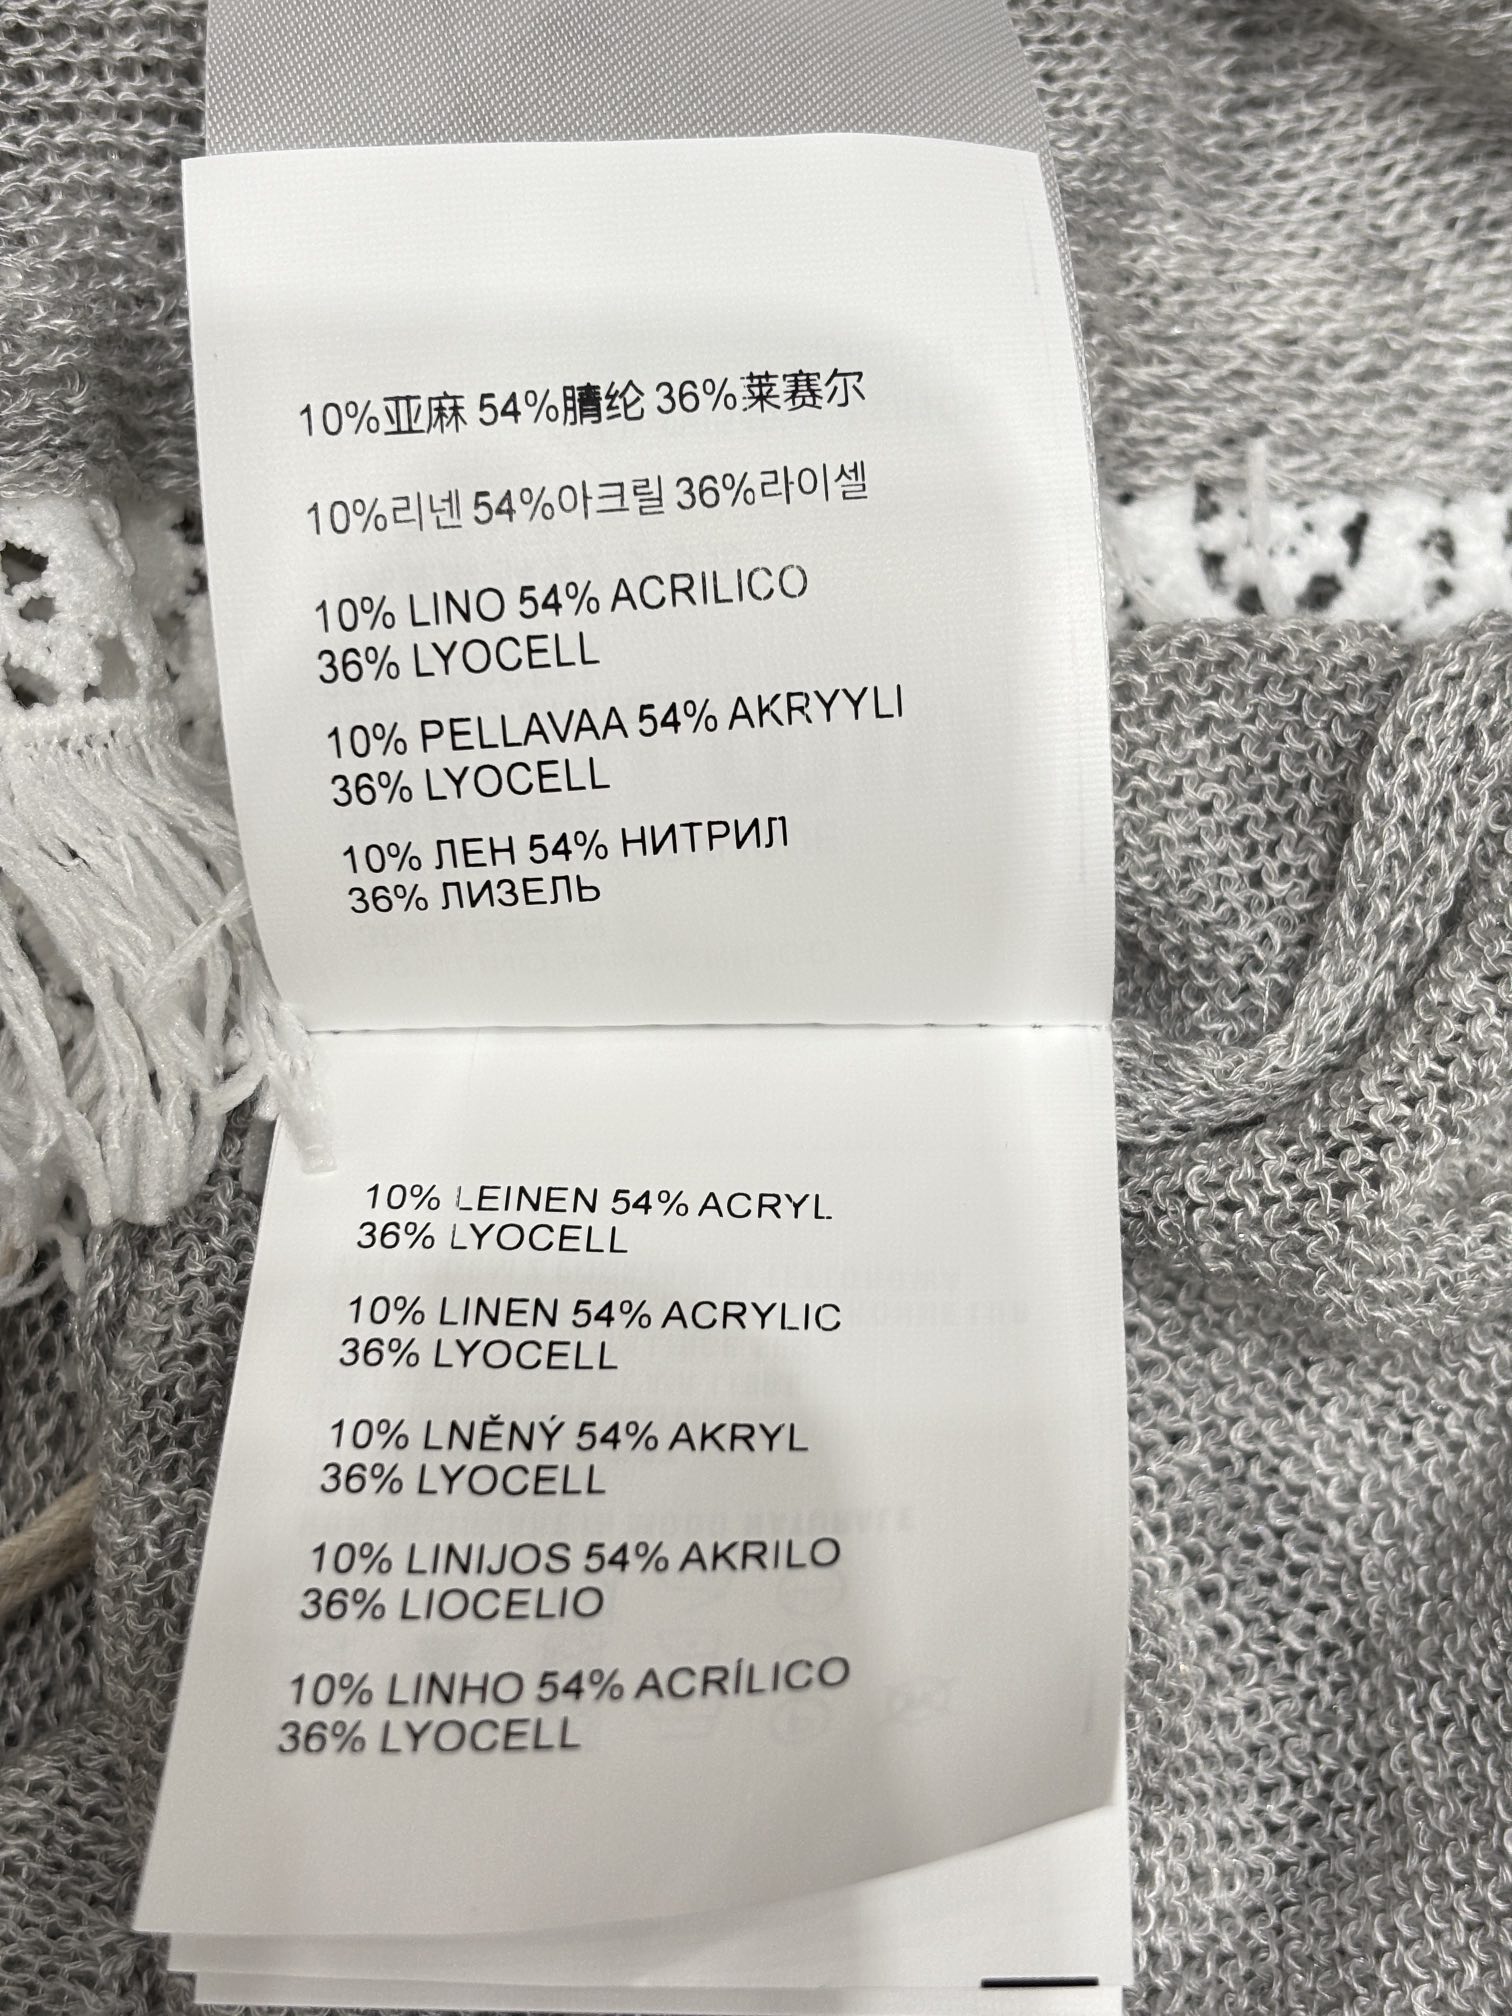 10%亚麻 54%腈纶 36%莱赛尔
10%리넨 54%아크릴 36%라이셀
10% LINO 54% ACRILICO
36% LYOCELL
10% PELLAVAA 54% AKRYYLI
36% LYOCELL
10% ЛЕН 54% НИТРИЛ
36% ЛИЗЕЛЬ
10% LEINEN 54% ACRYL
36% LYOCELL
10% LINEN 54% ACRYLIC
36% LYOCELL
10% LNĚNÝ 54% AKRYL
36% LYOCELL
10% LINIJOS 54% AKRILO
36% LIOCELIO
10% LINHO 54% ACRÍLICO
36% LYOCELL